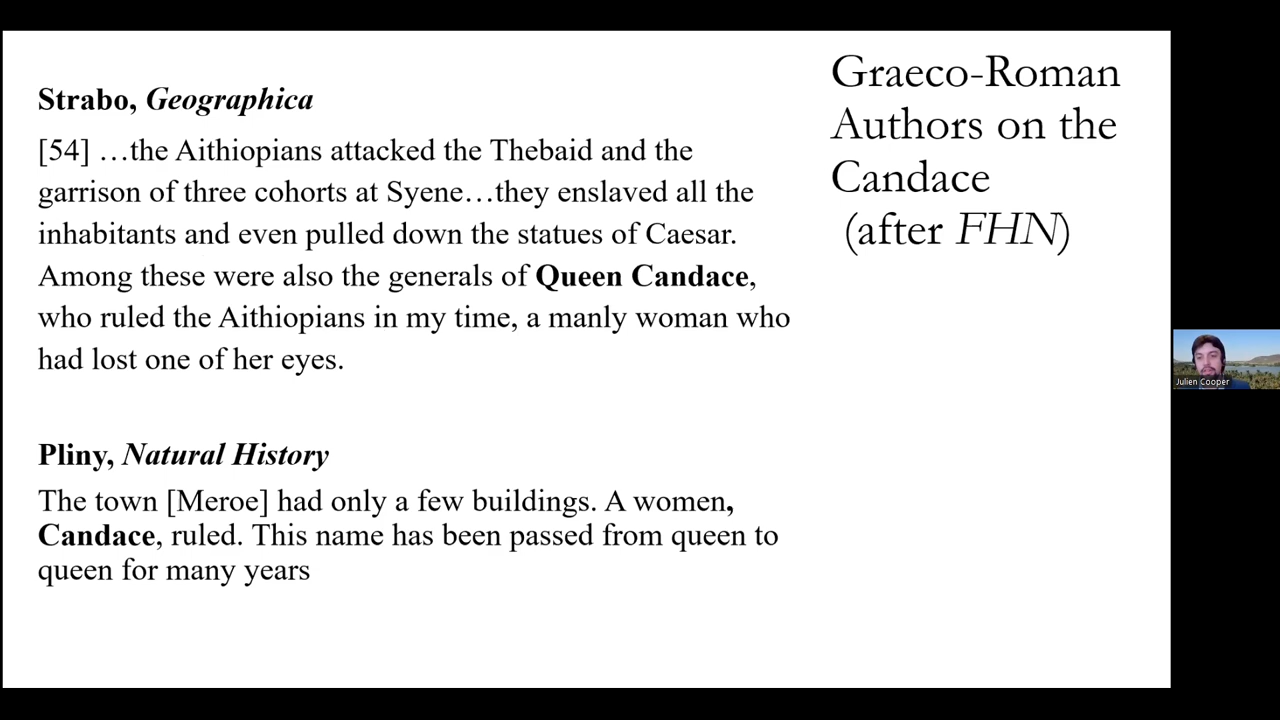 Strabo, Geographica
[54] …the Aithiopians attacked the Thebaid and the
garrison of three cohorts at Syene…they enslaved all the
inhabitants and even pulled down the statues of Caesar.
Among these were also the generals of Queen Candace,
who ruled the Aithiopians in my time, a manly woman who
had lost one of her eyes.
Pliny, Natural History
The town [Meroe] had only a few buildings. A women,
Candace, ruled. This name has been passed from queen to
queen for many years
Graeco-Roman
Authors on the
Candace
(after FHN)
Julien Cooper